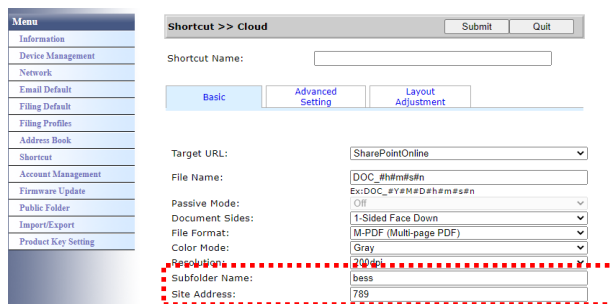 Menu
Information
Device Management
Network
Email Default
Filing Default
Filing Profiles
Address Book
Shortcut
Account Management
Firmware Update
Public Folder
Import/Export
Product Key Setting
Shortcut >> Cloud Submit Quit
Shortcut Name:
Basic Advanced Setting Layout Adjustment
Target URL: SharePointOnline
File Name: DOC_#h#m#s#n
Ex:DOC_#Y#M#D#h#m#s#n
Passive Mode: Off
Document Sides: 1-Sided Face Down
File Format: M-PDF (Multi-page PDF)
Color Mode: Gray
Resolution: 200dpi
Subfolder Name: bess
Site Address: 789